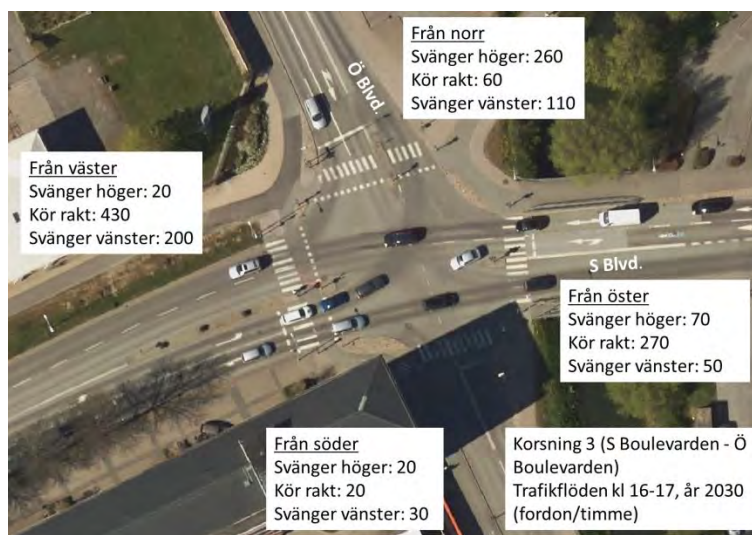 Från norr
Svänger höger: 260
Kör rakt: 60
Svänger vänster: 110
Ö Blvd.
Från väster
Svänger höger: 20
Kör rakt: 430
Svänger vänster: 200
S Blvd.
Från öster
Svänger höger: 70
Kör rakt: 270
Svänger vänster: 50
Från söder
Svänger höger: 20
Kör rakt: 20
Svänger vänster: 30
Korsning 3 (S Boulevarden - Ö
Boulevarden)
Trafikflöden kl 16-17, år 2030
(fordon/timme)